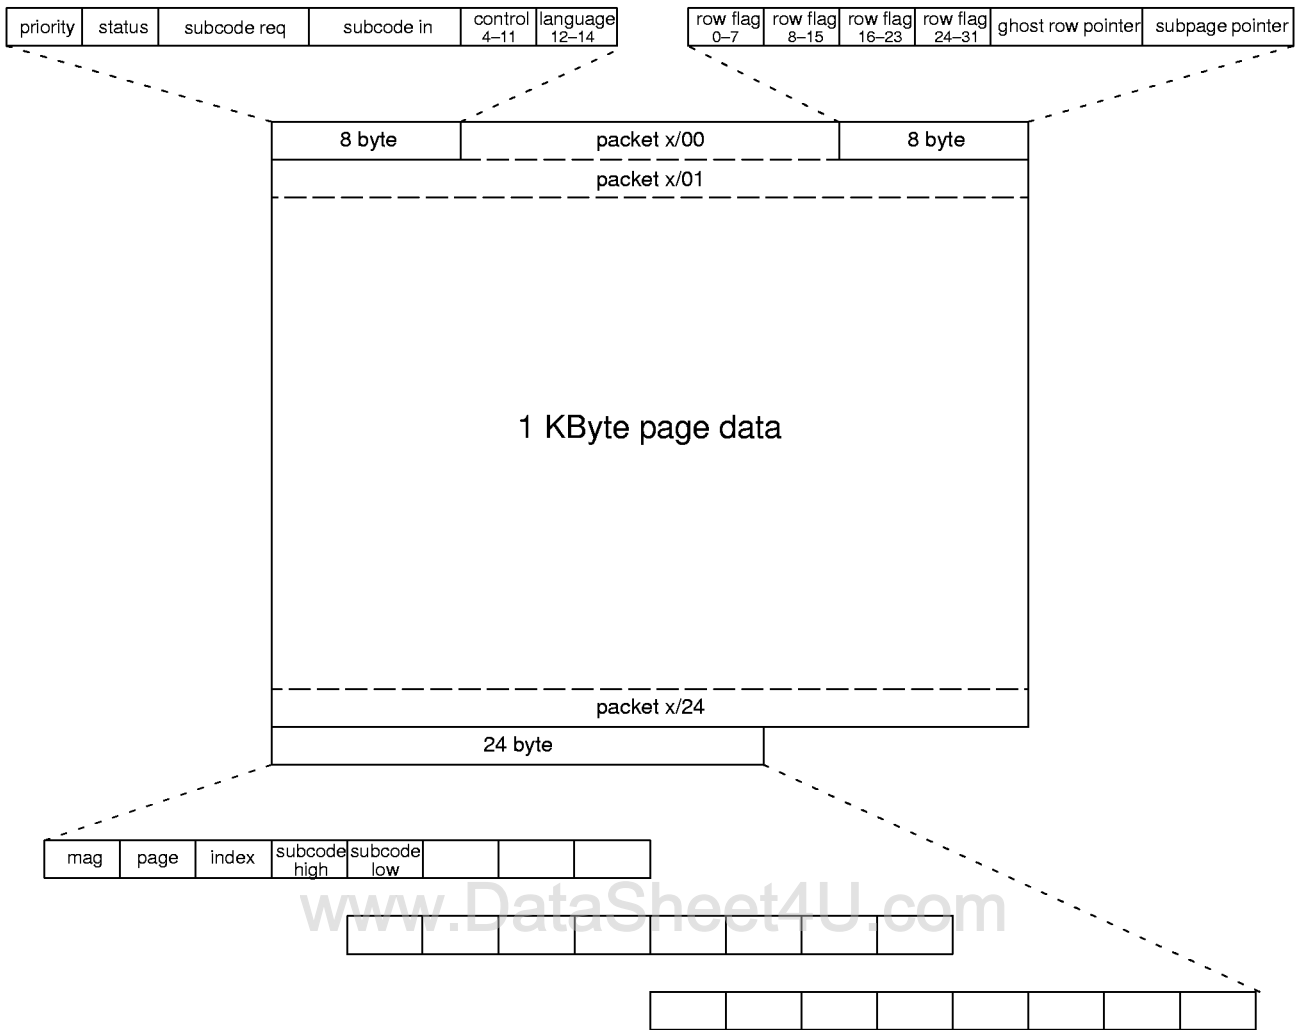 priority status subcode req subcode in control language row flag row flag row flag row flag ghost row pointer subpage pointer
4–11 12–14 0–7 8–15 16–23 24–31
8 byte packet x/00 8 byte
packet x/01
1 KByte page data
packet x/24
24 byte
mag page index subcode subcode
high low
www.DataSheet4U.com